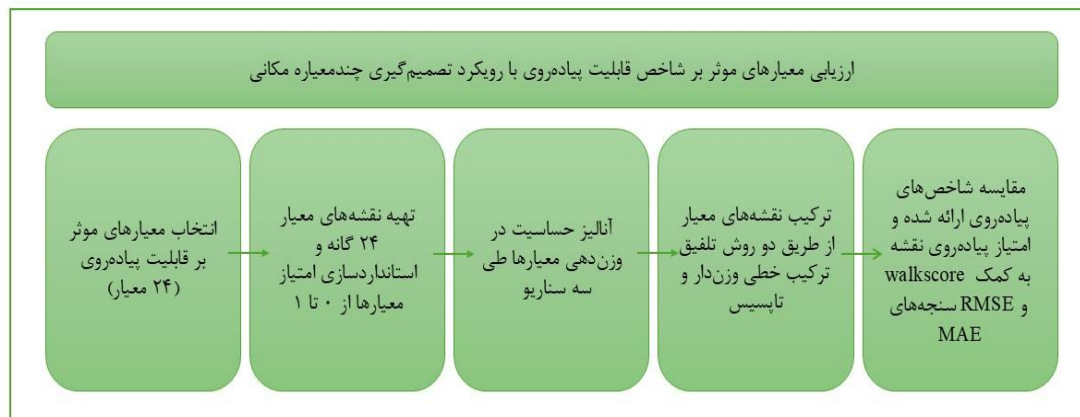 ارزیابی معیارهای موثر بر شاخص قابلیت پیاده‌روی با رویکرد تصمیم‌گیری چندمعیاره مکانی
انتخاب معیارهای موثر
بر قابلیت پیاده‌روی
(۲۴ معیار)
تهیه نقشه‌های معیار
۲۴ گانه و
استانداردسازی امتیاز
معیارها از ۰ تا ۱
آنالیز حساسیت در
وزن‌دهی معیارها طی
سه سناریو
ترکیب نقشه‌های معیار
از طریق دو روش تلفیق
ترکیب خطی وزن‌دار و
تاپسیس
مقایسه شاخص‌های
پیاده‌روی ارائه شده و
امتیاز پیاده‌روی نقشه
walkscore به کمک
سنجه‌های RMSE و
MAE